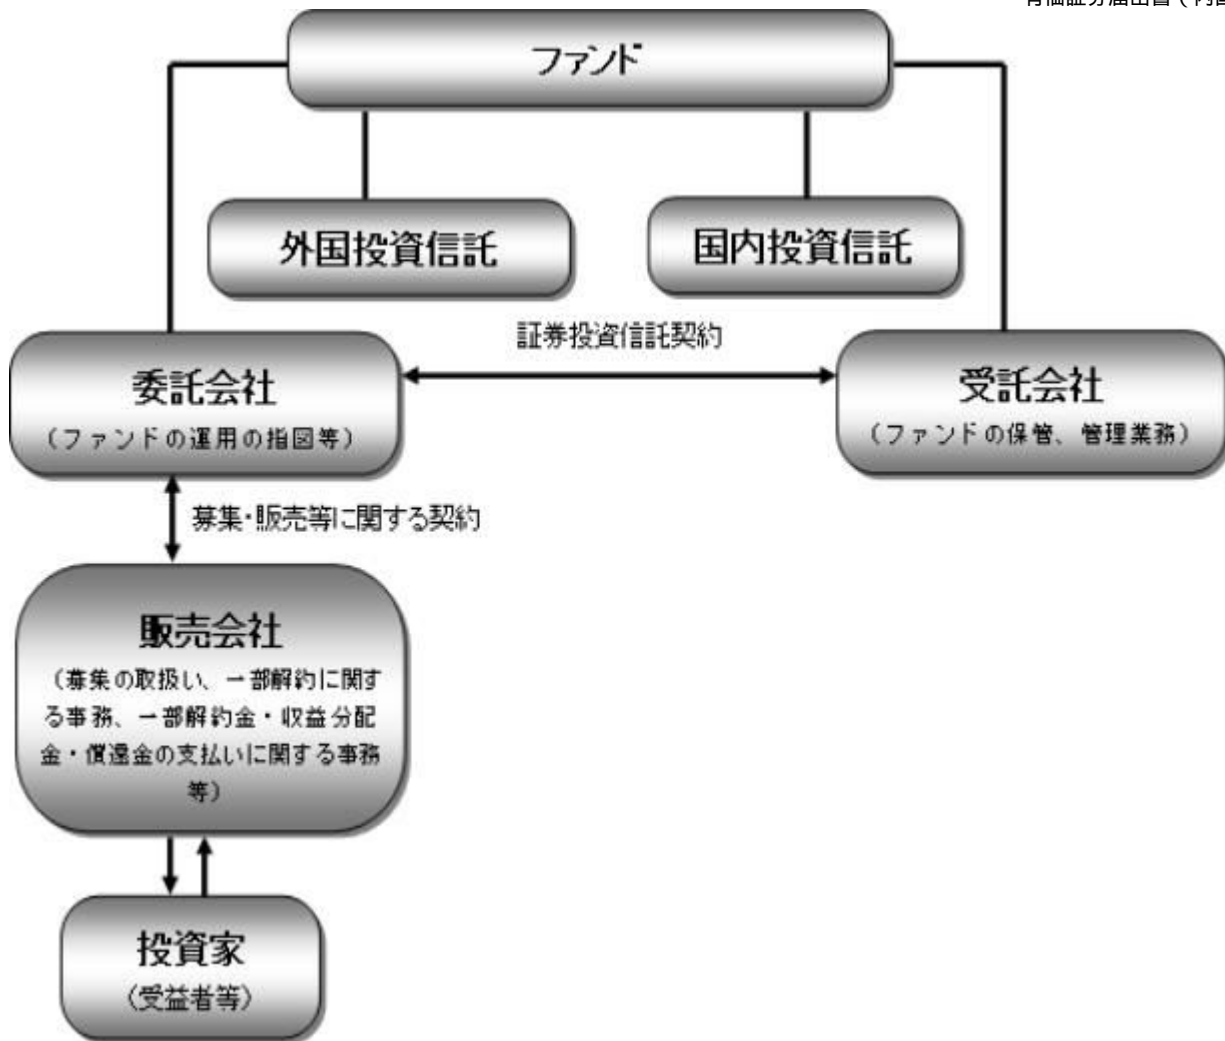 ファンド
外国投資信託
国内投資信託
証券投資信託契約
委託会社
(ファンドの運用の指図等)
受託会社
(ファンドの保管、管理業務)
募集・販売等に関する契約
販売会社
(募集の取扱い、一部解約に関す
る事務、一部解約金・収益分配
金・償還金の支払いに関する事務
等)
投資家
(受益者等)